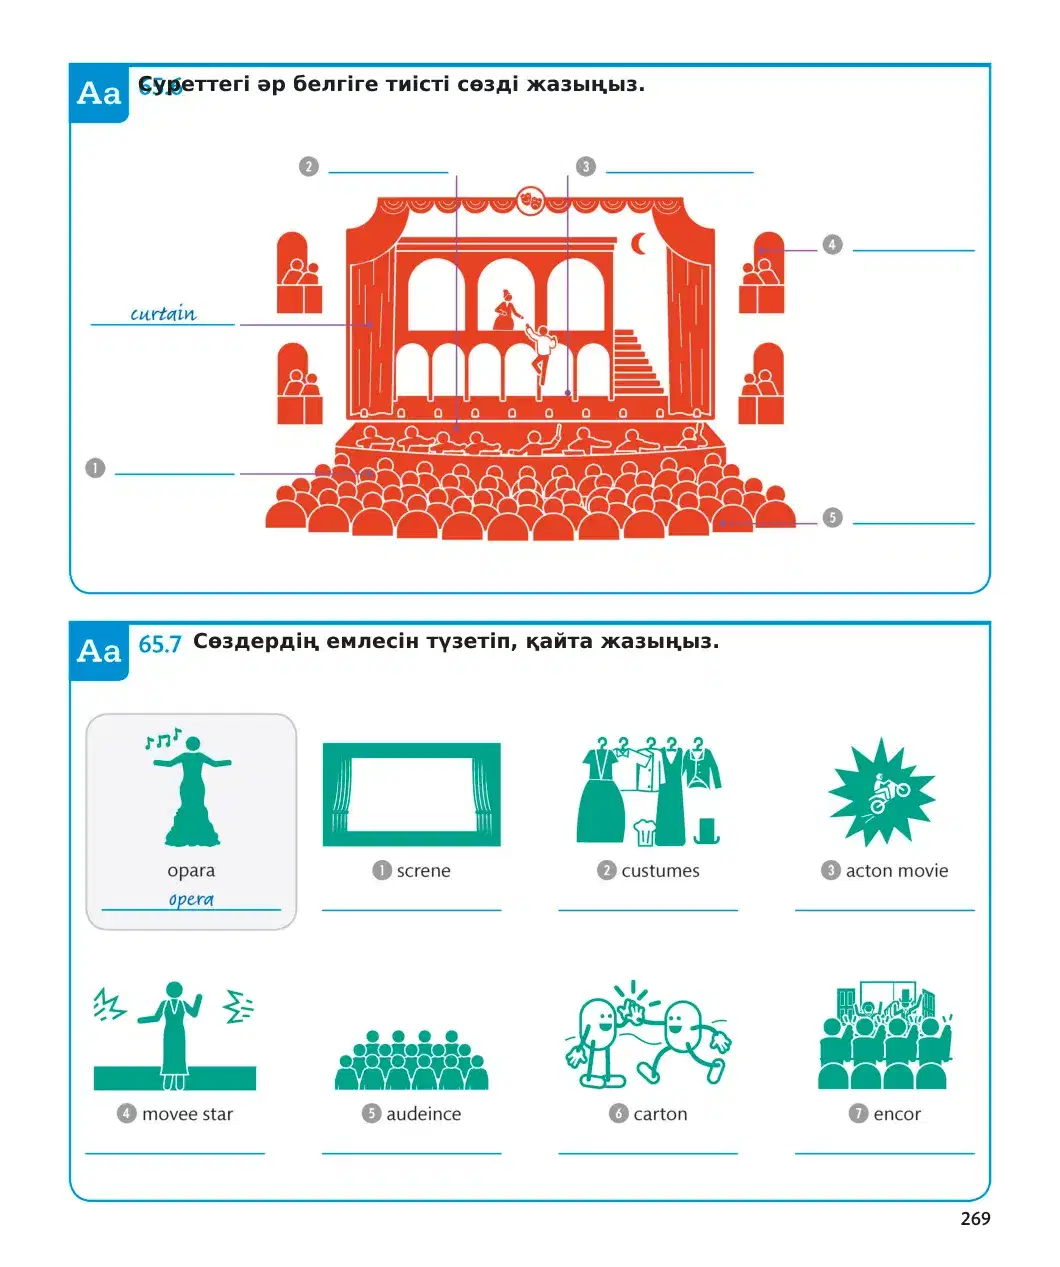 Aa 65.6 Суреттегі әр белгіге тиісті сөзді жазыңыз.
2 3
4
curtain
1
5
Aa 65.7 Сөздердің емлесін түзетіп, қайта жазыңыз.
opara 1 screne 2 custumes 3 acton movie
opera
4 movee star 5 audeince 6 carton 7 encor
269